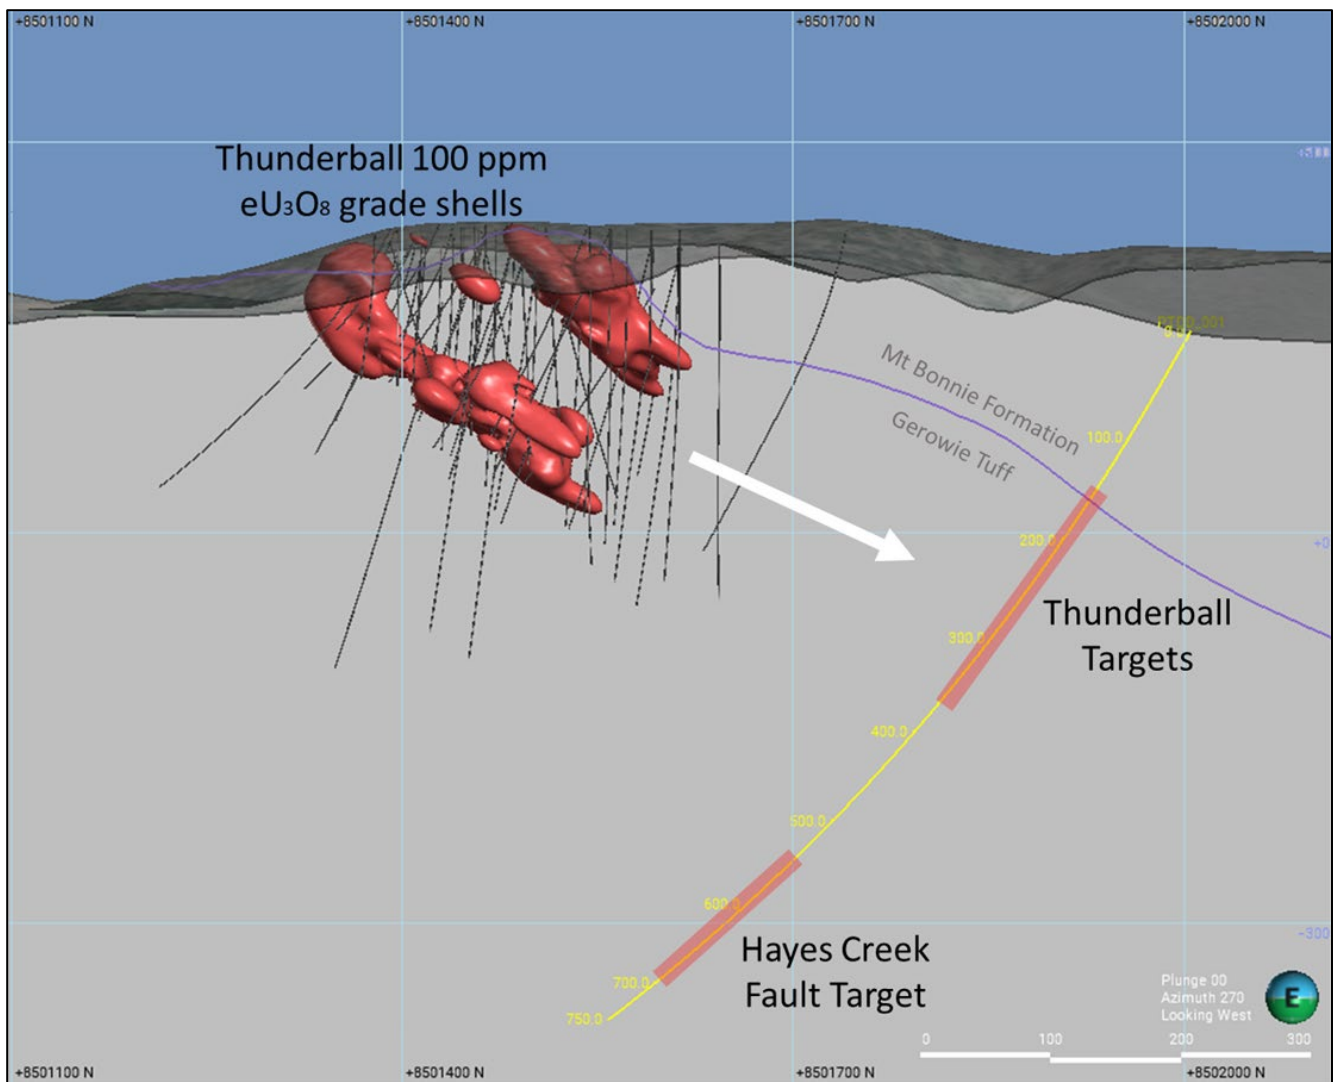 +8501100 N
+8501400 N
+8501700 N
+8502000 N
Thunderball 100 ppm
eU₃O₈ grade shells
Mt Bonnie Formation
Gerowie Tuff
100.0
200.0
+0
Thunderball
Targets
300.0
400.0
500.0
600.0
Hayes Creek
Fault Target
-300
700.0
750.0
Plunge 00
Azimuth 270
Looking West
E
0
100
200
300
+8501100 N
+8501400 N
+8501700 N
+8502000 N